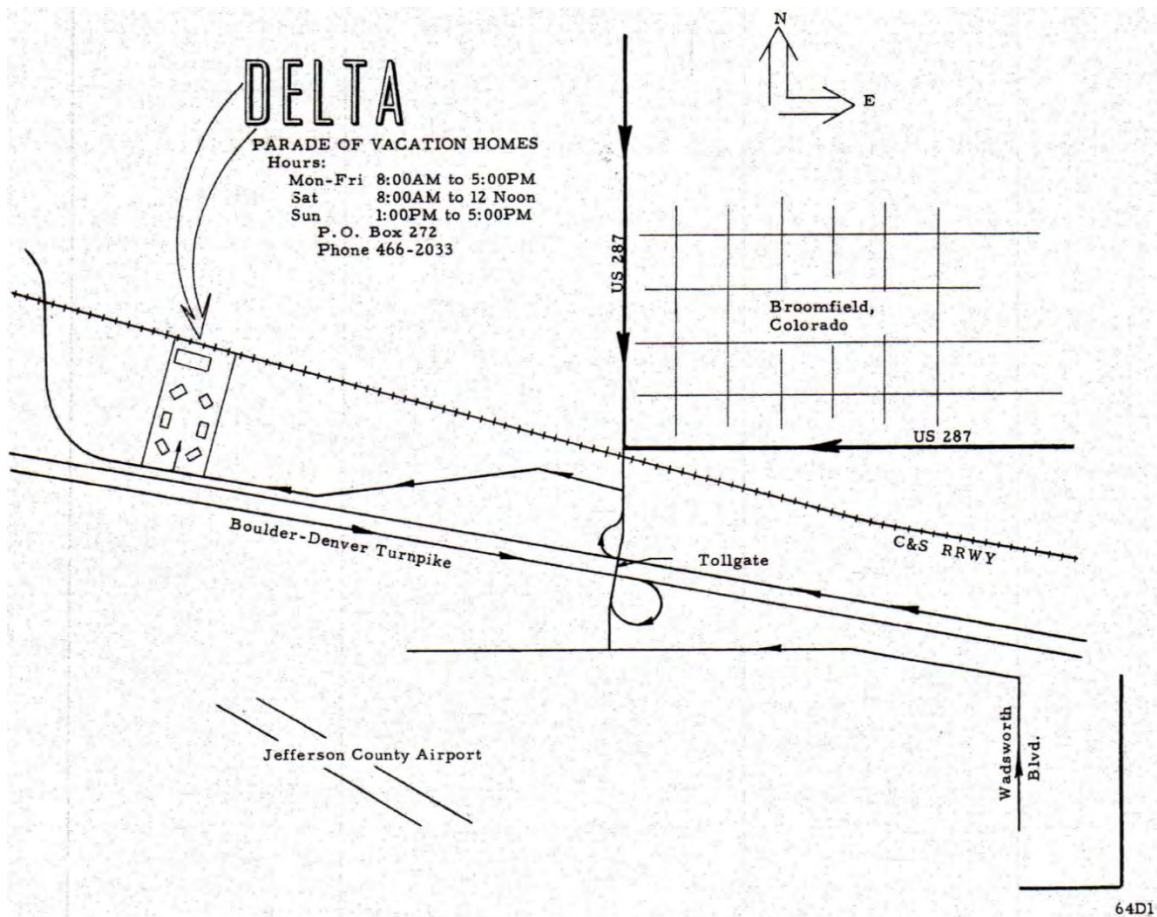 N
E
DELTA
PARADE OF VACATION HOMES
Hours:
Mon-Fri 8:00AM to 5:00PM
Sat 8:00AM to 12 Noon
Sun 1:00PM to 5:00PM
P.O. Box 272
Phone 466-2033
US 287
Broomfield,
Colorado
US 287
Boulder-Denver Turnpike
C&S RRWY
Tollgate
Jefferson County Airport
Wadsworth
Blvd.
64D1